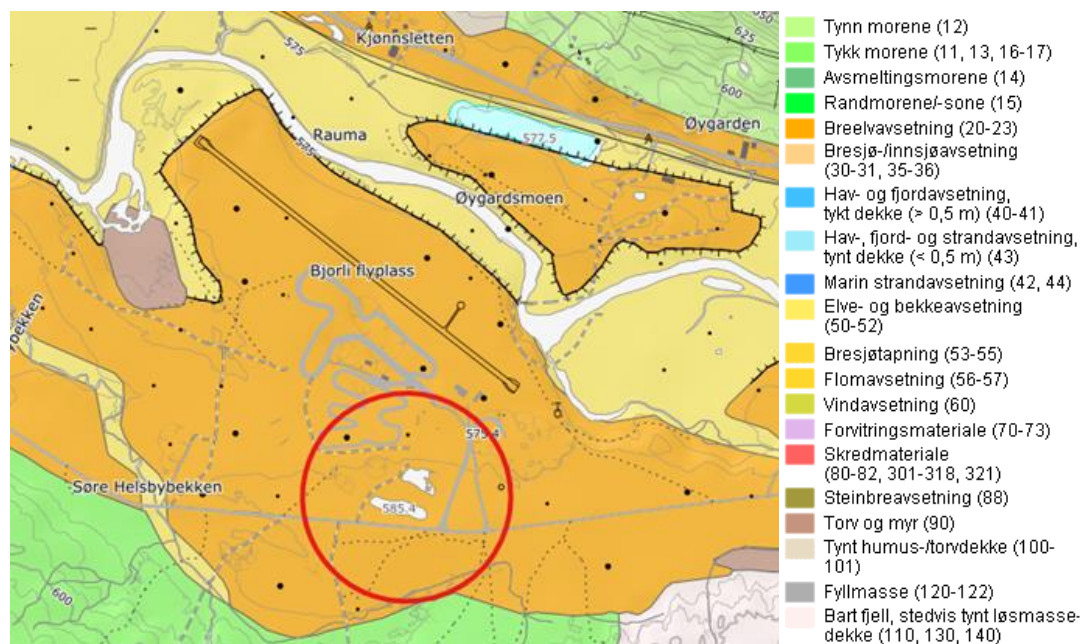 Kjønnsletten
575
625
650
600
Øygarden
577.5
Rauma
575
Øygardsmoen
Bjorli flyplass
bekken
575.4
585.4
Søre Helsbybekken
600
Tynn morene (12)
Tykk morene (11, 13, 16-17)
Avsmeltingsmorene (14)
Randmorene/-sone (15)
Breelvavsetning (20-23)
Bresjø-/innsjøavsetning
(30-31, 35-36)
Hav- og fjordavsetning,
tykt dekke (> 0,5 m) (40-41)
Hav-, fjord- og strandavsetning,
tynt dekke (< 0,5 m) (43)
Marin strandavsetning (42, 44)
Elve- og bekkeavsetning
(50-52)
Bresjøtapning (53-55)
Flomavsetning (56-57)
Vindavsetning (60)
Forvitringsmateriale (70-73)
Skredmateriale
(80-82, 301-318, 321)
Steinbreavsetning (88)
Torv og myr (90)
Tynt humus-/torvdekke (100-
101)
Fyllmasse (120-122)
Bart fjell, stedvis tynt løsmasse-
dekke (110, 130, 140)